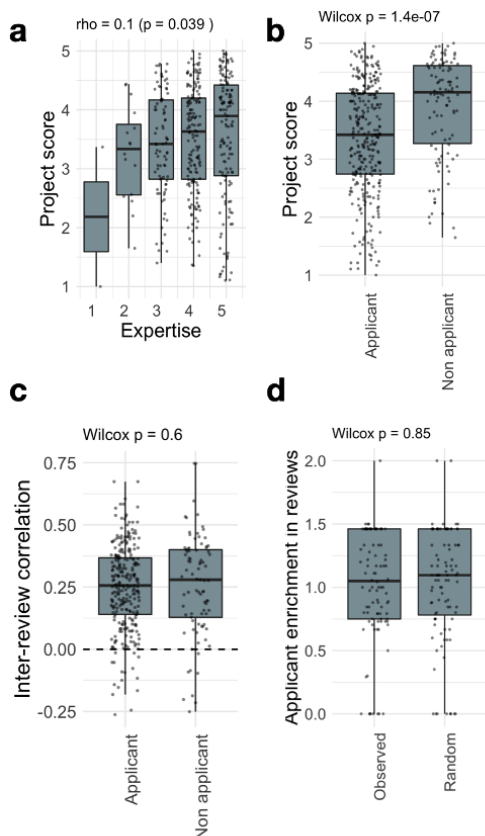 a
rho = 0.1 (p = 0.039 )
Project score
5
4
3
2
1
1 2 3 4 5
Expertise
b
Wilcox p = 1.4e-07
Project score
5
4
3
2
1
Applicant
Non applicant
c
Wilcox p = 0.6
Inter-review correlation
0.75
0.50
0.25
0.00
-0.25
Applicant
Non applicant
d
Wilcox p = 0.85
Applicant enrichment in reviews
2.0
1.5
1.0
0.5
0.0
Observed
Random